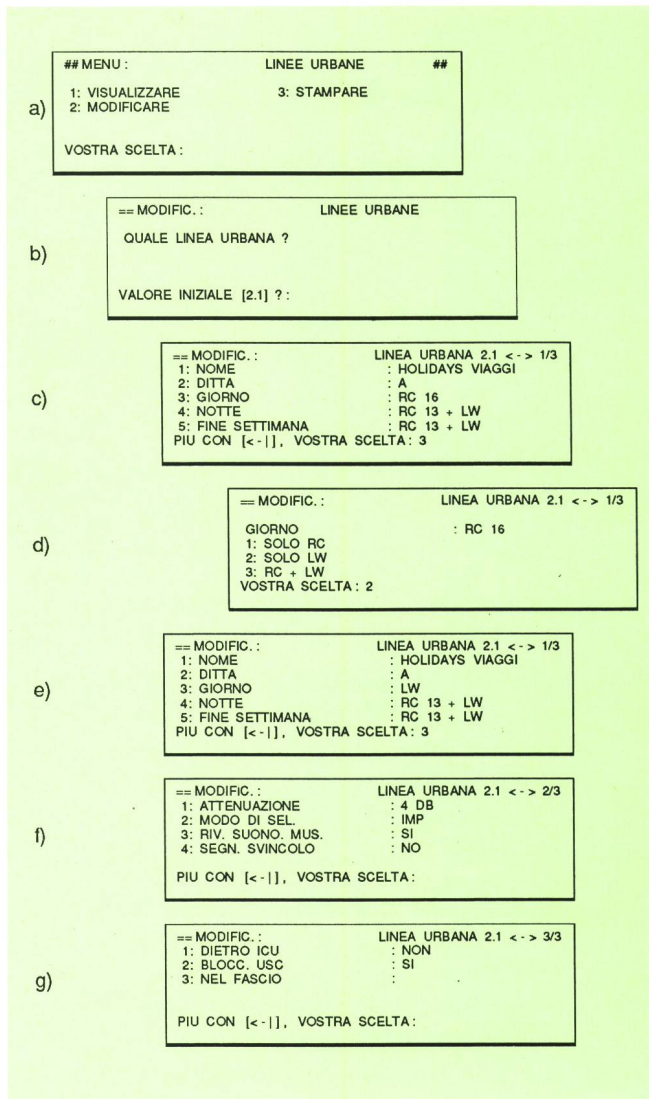 a)
## MENU : LINEE URBANE ##
1: VISUALIZZARE 3: STAMPARE
2: MODIFICARE
VOSTRA SCELTA :
b)
== MODIFIC. : LINEE URBANE
QUALE LINEA URBANA ?
VALORE INIZIALE [2.1] ? :
c)
== MODIFIC. : LINEA URBANA 2.1 < - > 1/3
1: NOME : HOLIDAYS VIAGGI
2: DITTA : A
3: GIORNO : RC 16
4: NOTTE : RC 13 + LW
5: FINE SETTIMANA : RC 13 + LW
PIU CON [< - |], VOSTRA SCELTA: 3
d)
== MODIFIC. : LINEA URBANA 2.1 < - > 1/3
GIORNO : RC 16
1: SOLO RC
2: SOLO LW
3: RC + LW
VOSTRA SCELTA : 2
e)
== MODIFIC. : LINEA URBANA 2.1 < - > 1/3
1: NOME : HOLIDAYS VIAGGI
2: DITTA : A
3: GIORNO : LW
4: NOTTE : RC 13 + LW
5: FINE SETTIMANA : RC 13 + LW
PIU CON [< - |], VOSTRA SCELTA: 3
f)
== MODIFIC. : LINEA URBANA 2.1 < - > 2/3
1: ATTENUAZIONE : 4 DB
2: MODO DI SEL. : IMP
3: RIV. SUONO. MUS. : SI
4: SEGN. SVINCOLO : NO
PIU CON [< - |], VOSTRA SCELTA:
g)
== MODIFIC. : LINEA URBANA 2.1 < - > 3/3
1: DIETRO ICU : NON
2: BLOCC. USC : SI
3: NEL FASCIO :
PIU CON [< - |], VOSTRA SCELTA: